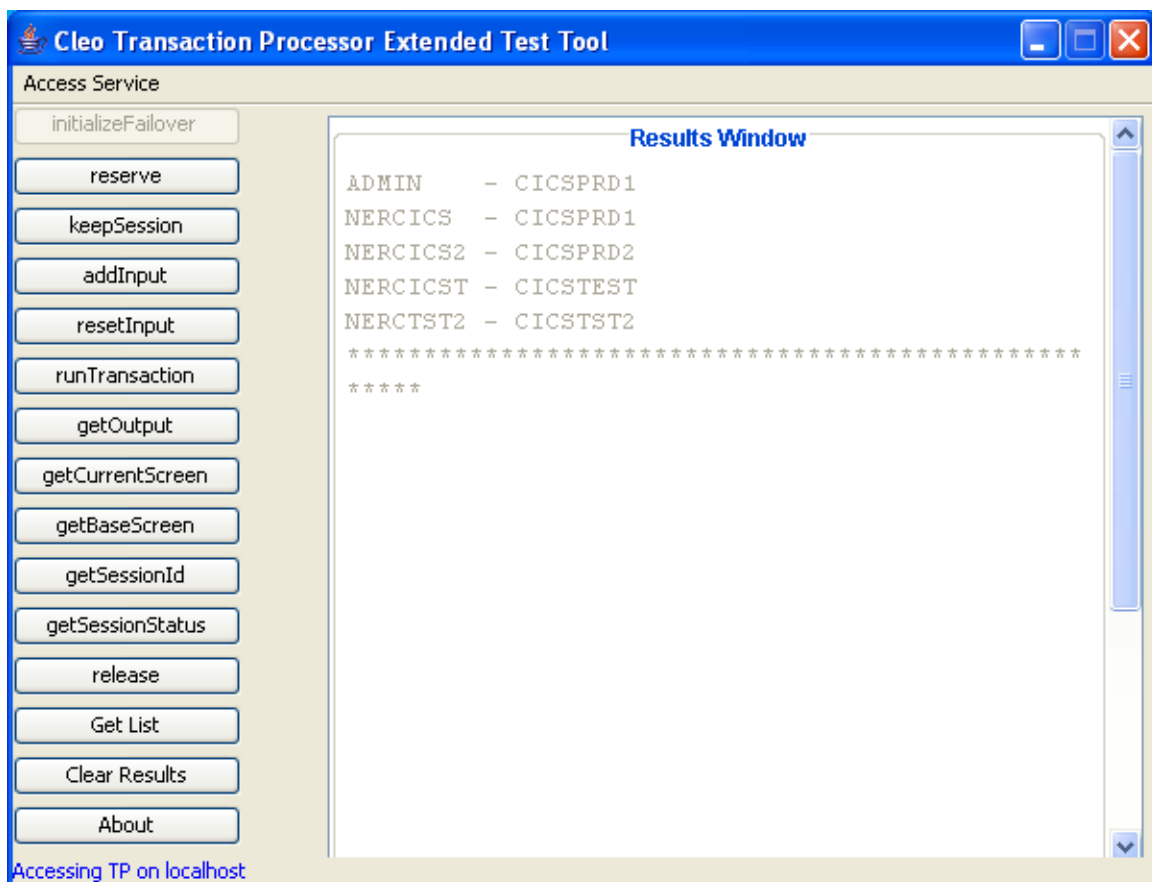 Cleo Transaction Processor Extended Test Tool
Access Service
initializeFailover
reserve
keepSession
addInput
resetInput
runTransaction
getOutput
getCurrentScreen
getBaseScreen
getSessionId
getSessionStatus
release
Get List
Clear Results
About
Accessing TP on localhost
Results Window
ADMIN    - CICSPRD1
NERCICS  - CICSPRD1
NERCICS2 - CICSPRD2
NERCICST - CICSTEST
NERCTST2 - CICSTST2
************************************************
*****